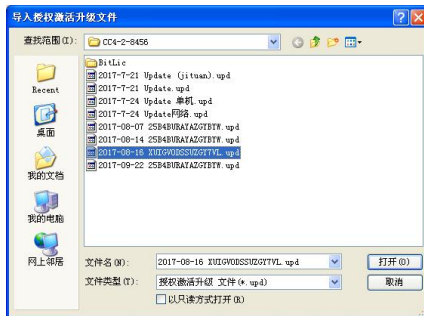 导入授权激活升级文件
查找范围(I):
CC4-2-8456
BitLic
2017-7-21 Update (jituan).upd
2017-7-21 Update.upd
2017-7-24 Update 单机.upd
2017-7-24 Update网络.upd
2017-08-07 25B4BURAYAZGYBYW.upd
2017-08-14 25B4BURAYAZGYBYW.upd
2017-08-16 XUIGVODSSUZGY7VL.upd
2017-09-22 25B4BURAYAZGYBYW.upd
Recent
桌面
我的文档
我的电脑
网上邻居
文件名(N):
2017-08-16 XUIGVODSSUZGY7VL.upd
打开(O)
文件类型(T):
授权激活升级 文件(*.upd)
取消
以只读方式打开(R)